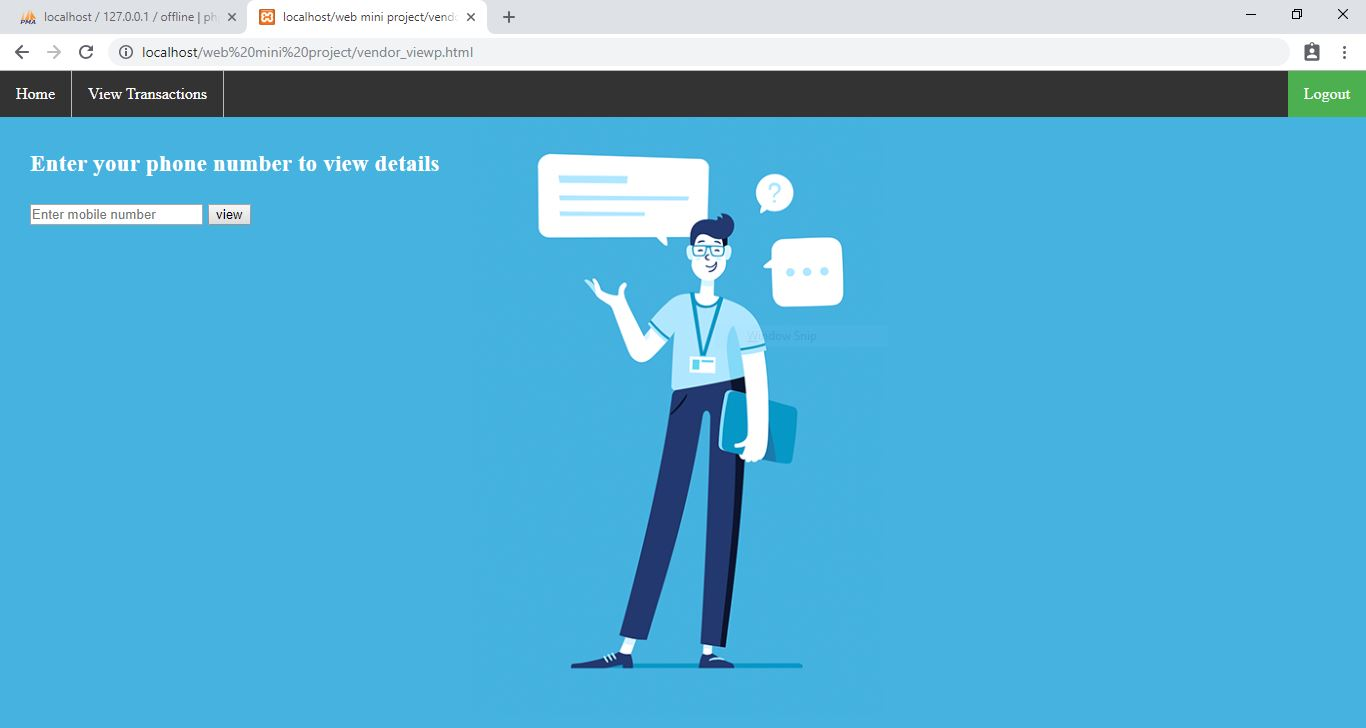 PMA localhost / 127.0.0.1 / offline | ph
localhost/web mini project/vend
localhost/web%20mini%20project/vendor_viewp.html
Home
View Transactions
Logout
Enter your phone number to view details
Enter mobile number
view
?
Window Snip